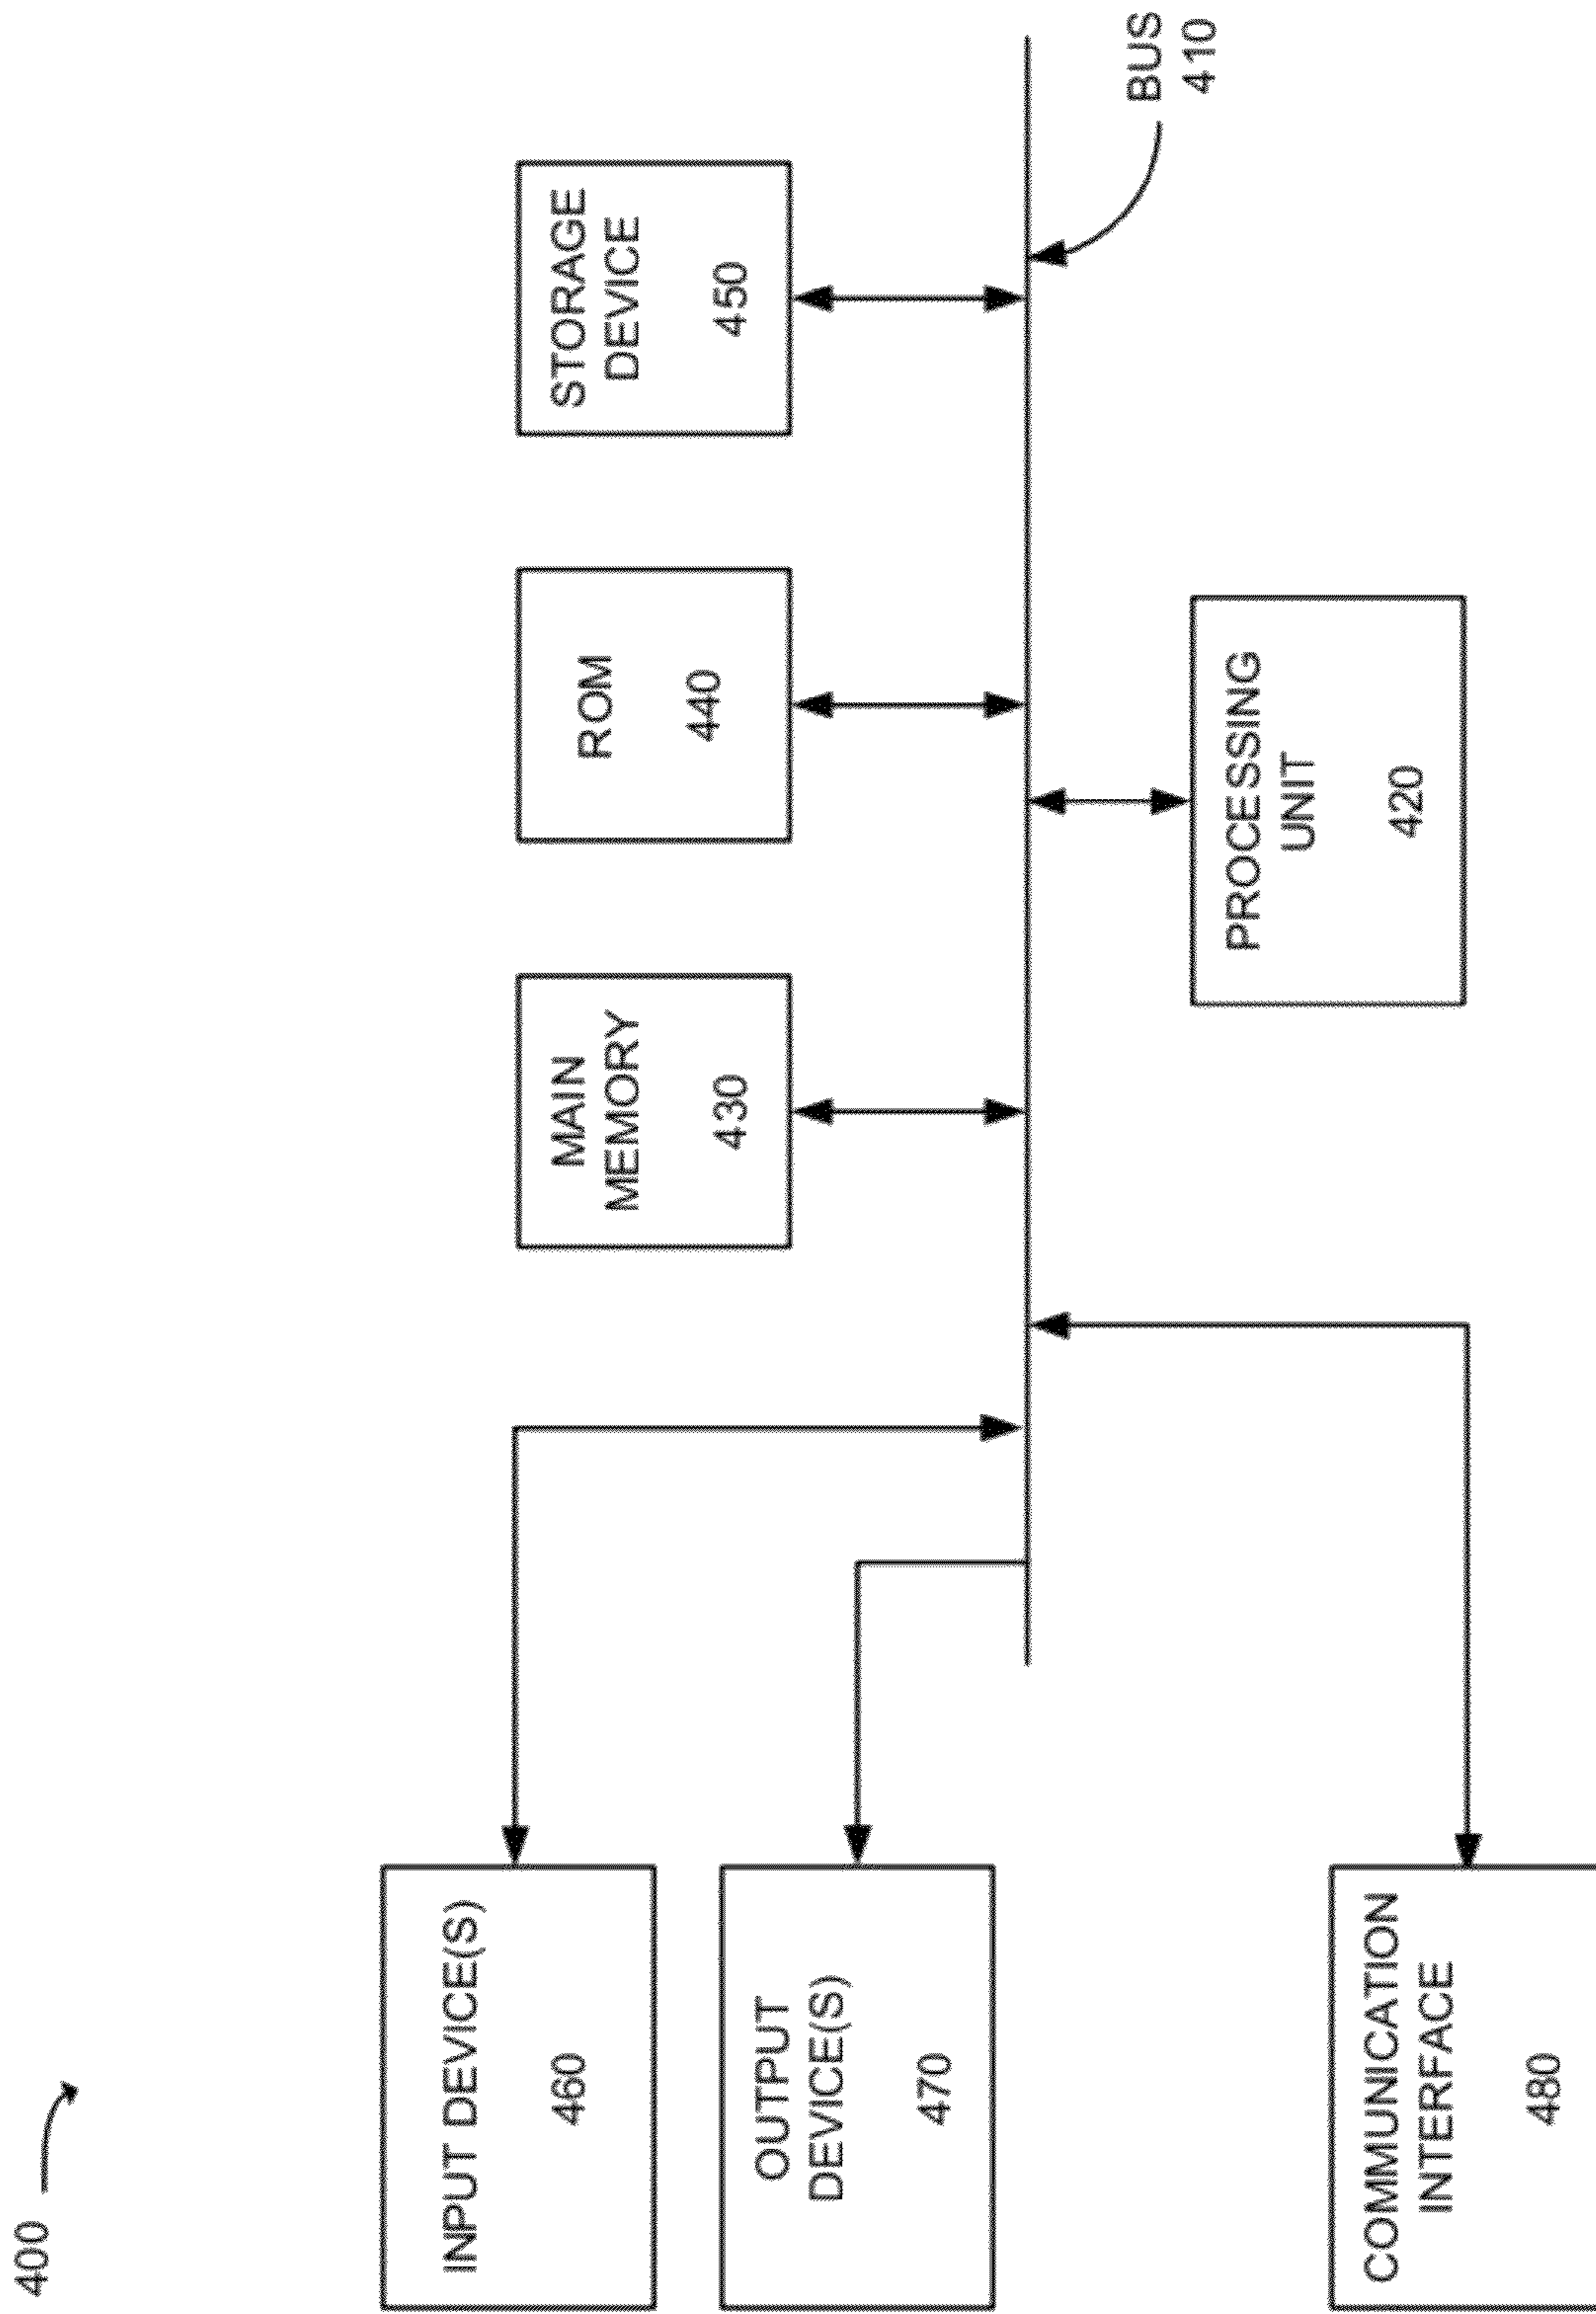 400
INPUT DEVICE(S)
460
OUTPUT
DEVICE(S)
470
COMMUNICATION
INTERFACE
480
MAIN
MEMORY
430
ROM
440
STORAGE
DEVICE
450
PROCESSING
UNIT
420
BUS
410